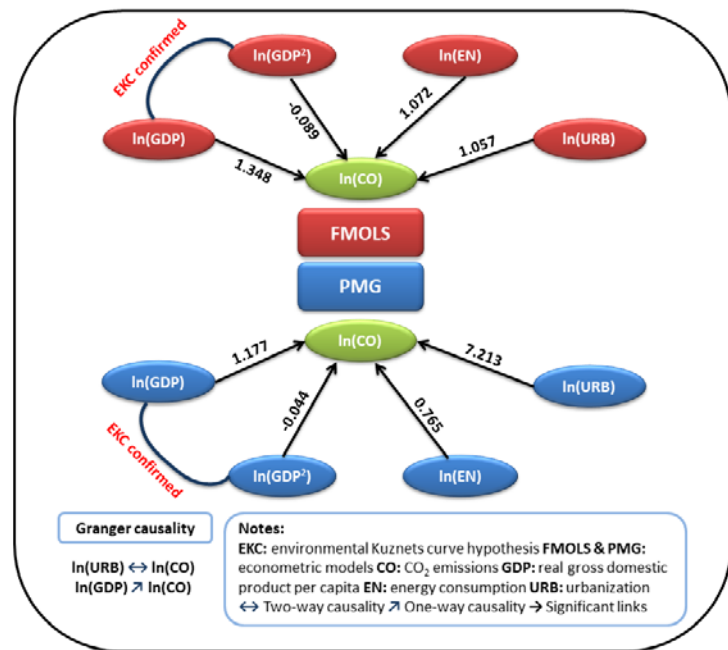 EKC confirmed
ln(GDP²)
ln(EN)
ln(GDP)
-0.089
1.072
ln(URB)
1.348
1.057
ln(CO)
FMOLS
PMG
ln(CO)
1.177
7.213
ln(GDP)
ln(URB)
-0.044
0.765
EKC confirmed
ln(GDP²)
ln(EN)
Granger causality
ln(URB) ↔ ln(CO)
ln(GDP) ↗ ln(CO)
Notes:
EKC: environmental Kuznets curve hypothesis FMOLS & PMG:
econometric models CO: CO₂ emissions GDP: real gross domestic
product per capita EN: energy consumption URB: urbanization
↔ Two-way causality ↗ One-way causality → Significant links